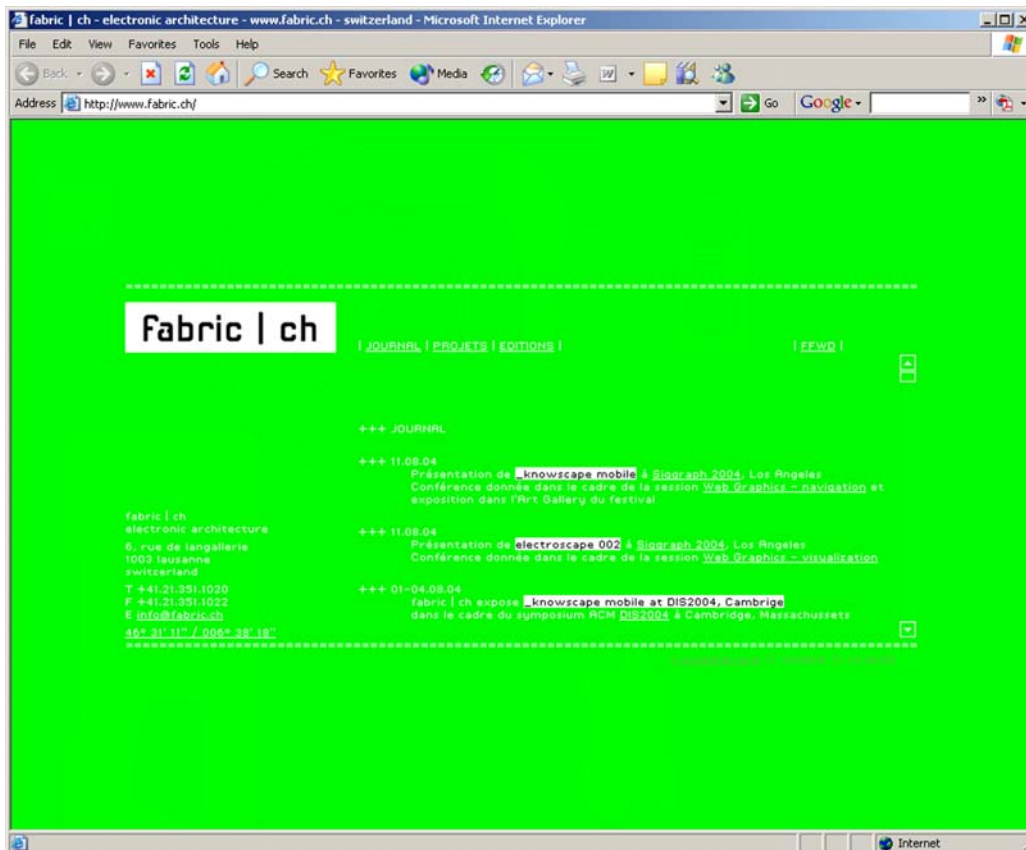 fabric | ch - electronic architecture - www.fabric.ch - switzerland - Microsoft Internet Explorer
File Edit View Favorites Tools Help
Back Search Favorites Media
Address http://www.fabric.ch/ Go Google
fabric | ch
| JOURNAL | PROJETS | EDITIONS | | FFWD |
+++ JOURNAL
+++ 11.08.04
Présentation de _knowscape mobile à Siggraph 2004, Los Angeles
Conférence donnée dans le cadre de la session Web Graphics - navigation et
exposition dans l'Art Gallery du festival
+++ 11.08.04
Présentation de electroscape 002 à Siggraph 2004, Los Angeles
Conférence donnée dans le cadre de la session Web Graphics - visualization
+++ 01-04.08.04
fabric | ch expose _knowscape mobile at DIS2004, Cambrige
dans le cadre du symposium ACM DIS2004 à Cambridge, Massachussets
fabric | ch
electronic architecture
6, rue de langallerie
1003 lausanne
switzerland
T +41.21.351.1020
F +41.21.351.1022
E info@fabric.ch
46° 31' 11" / 006° 38' 18"
Internet